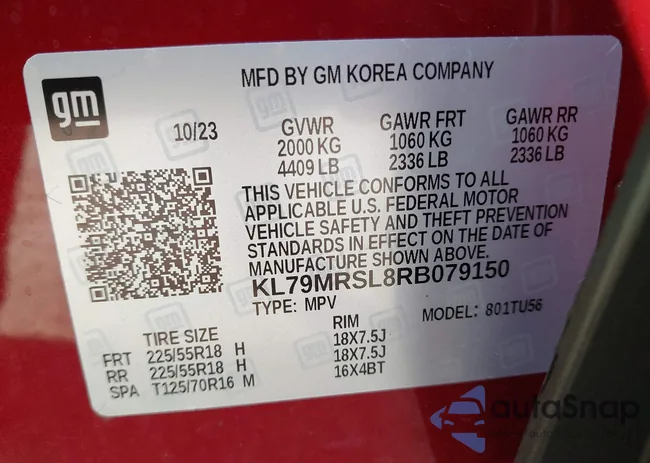 MFD BY GM KOREA COMPANY
gm
10/23
GVWR GAWR FRT GAWR RR
2000 KG 1060 KG 1060 KG
4409 LB 2336 LB 2336 LB
THIS VEHICLE CONFORMS TO ALL
APPLICABLE U.S. FEDERAL MOTOR
VEHICLE SAFETY AND THEFT PREVENTION
STANDARDS IN EFFECT ON THE DATE OF
MANUFACTURE SHOWN ABOVE.
KL79MRSL8RB079150
TYPE: MPV MODEL: 801TU56
TIRE SIZE RIM
FRT 225/55R18 H 18X7.5J
RR 225/55R18 H 18X7.5J
SPA T125/70R16 M 16X4BT
autoSnap